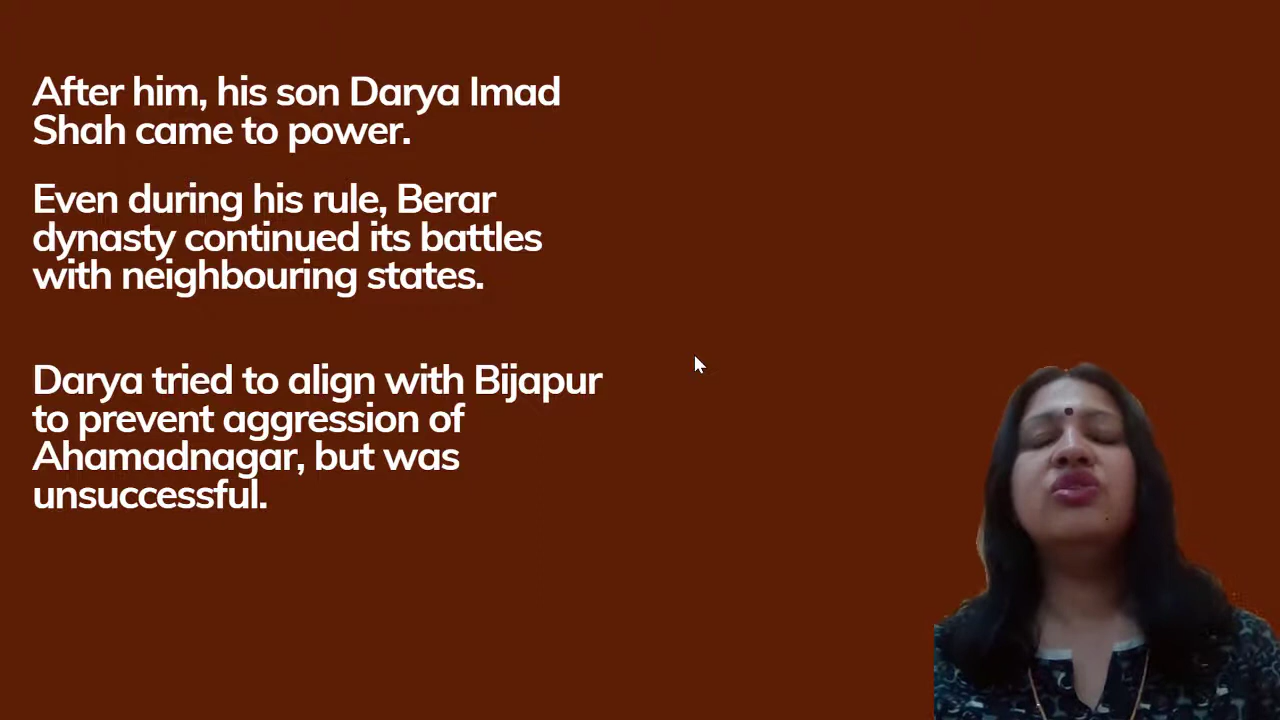 After him, his son Darya Imad
Shah came to power.
Even during his rule, Berar
dynasty continued its battles
with neighbouring states.
Darya tried to align with Bijapur
to prevent aggression of
Ahamadnagar, but was
unsuccessful.